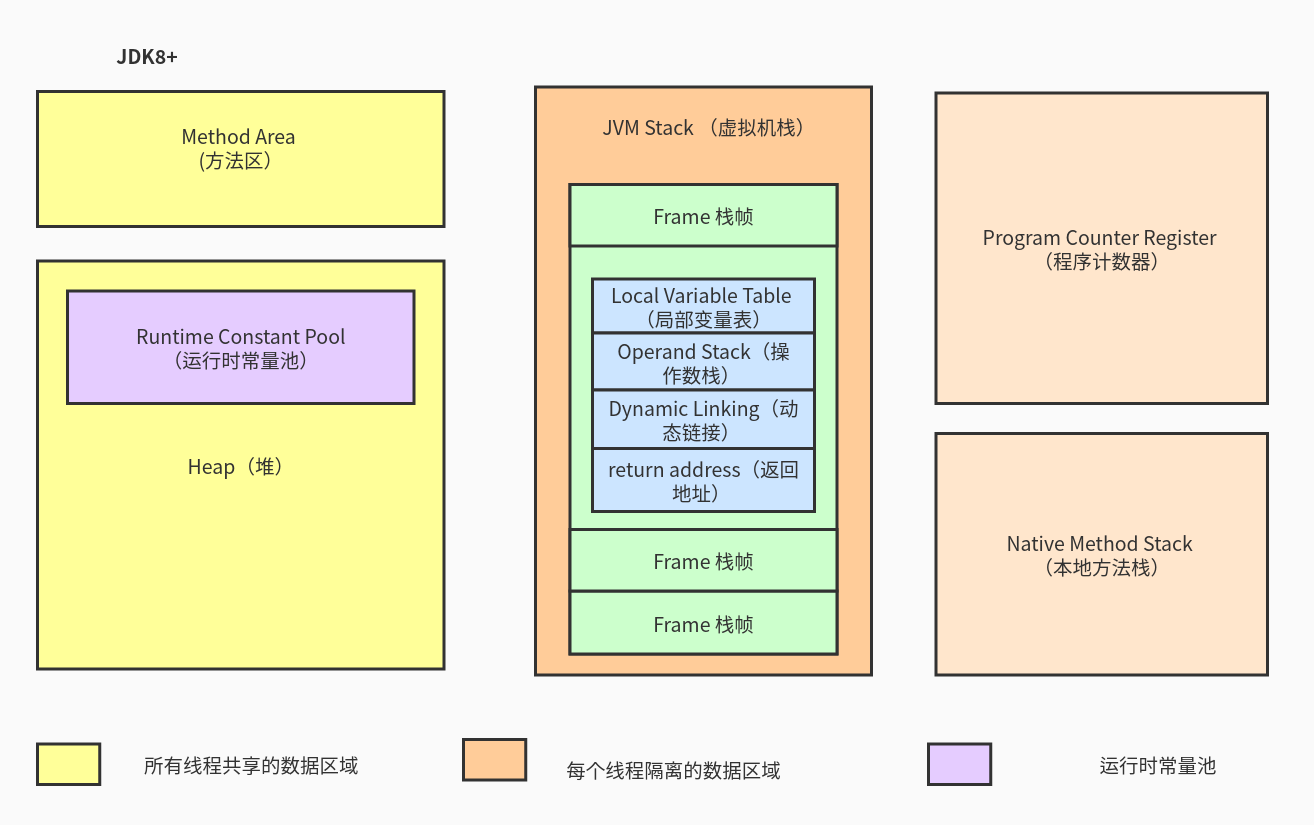 JDK8+
Method Area
(方法区）
Runtime Constant Pool
（运行时常量池）
Heap（堆）
JVM Stack （虚拟机栈）
Frame 栈帧
Local Variable Table
（局部变量表）
Operand Stack（操
作数栈）
Dynamic Linking（动
态链接）
return address（返回
地址）
Frame 栈帧
Frame 栈帧
Program Counter Register
（程序计数器）
Native Method Stack
（本地方法栈）
所有线程共享的数据区域
每个线程隔离的数据区域
运行时常量池